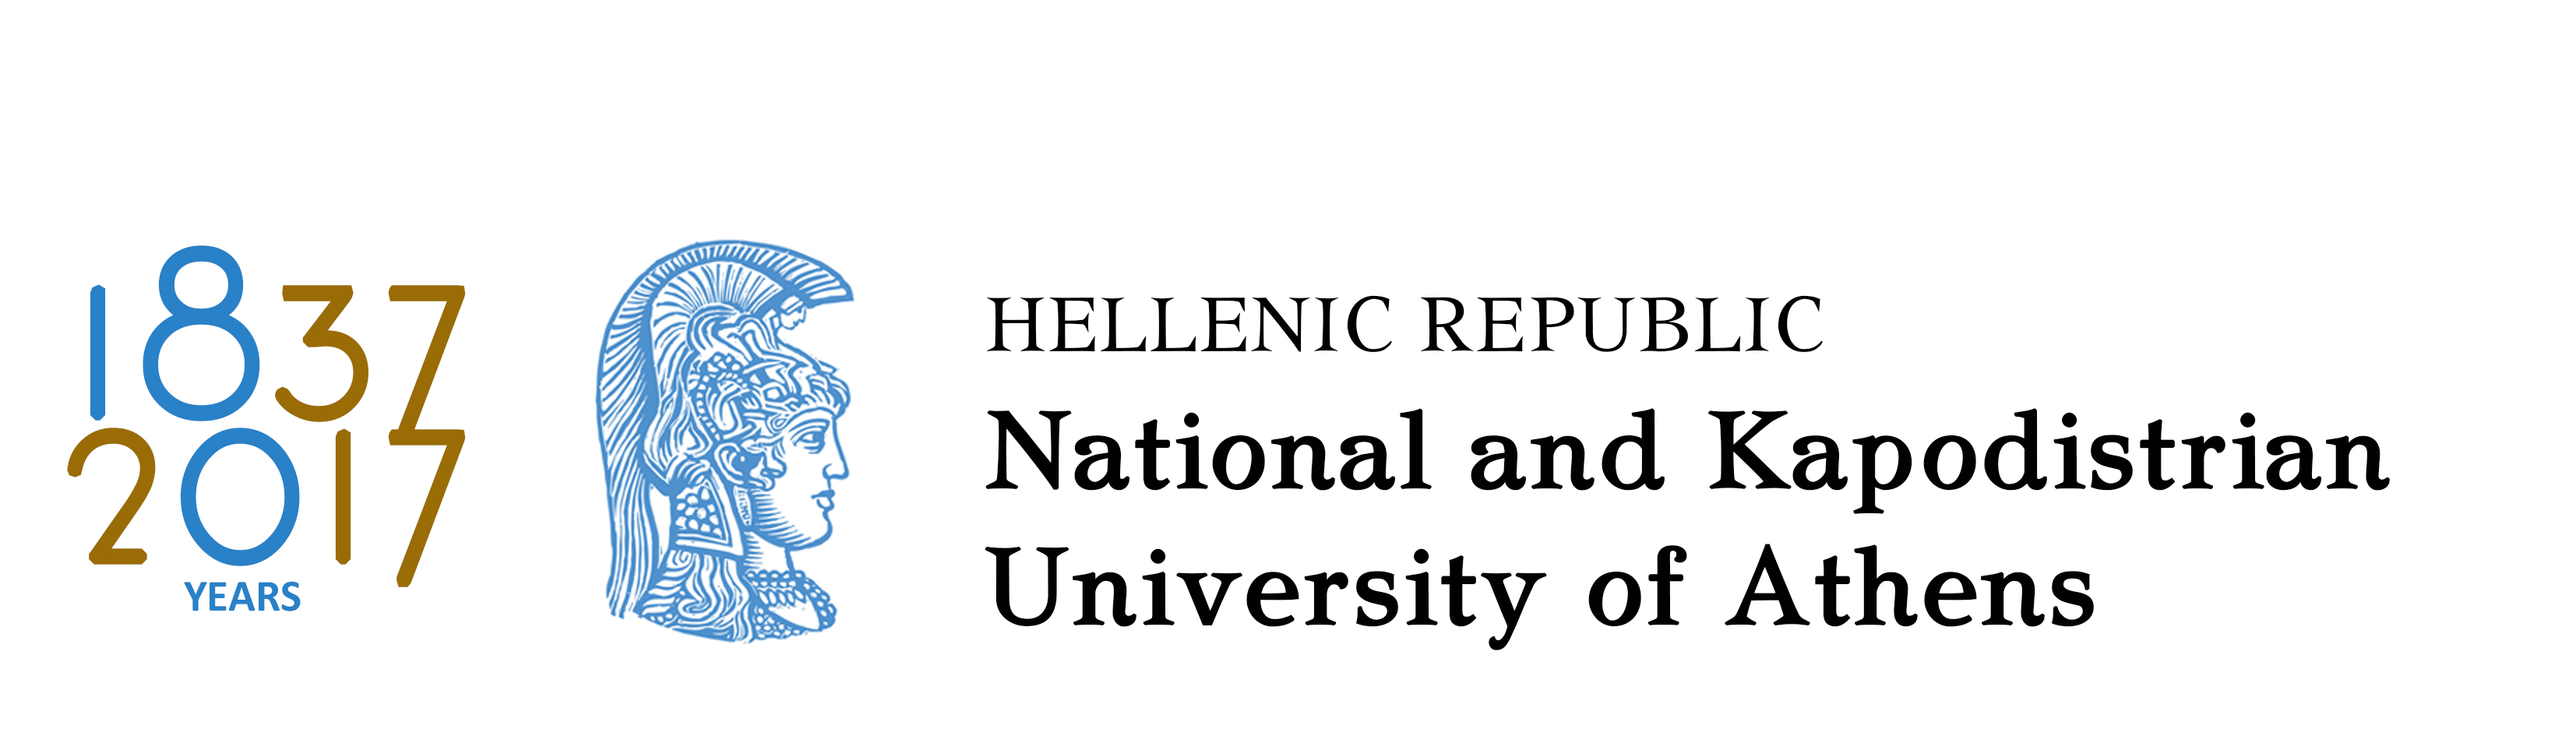 1837
2017
YEARS
HELLENIC REPUBLIC
National and Kapodistrian
University of Athens